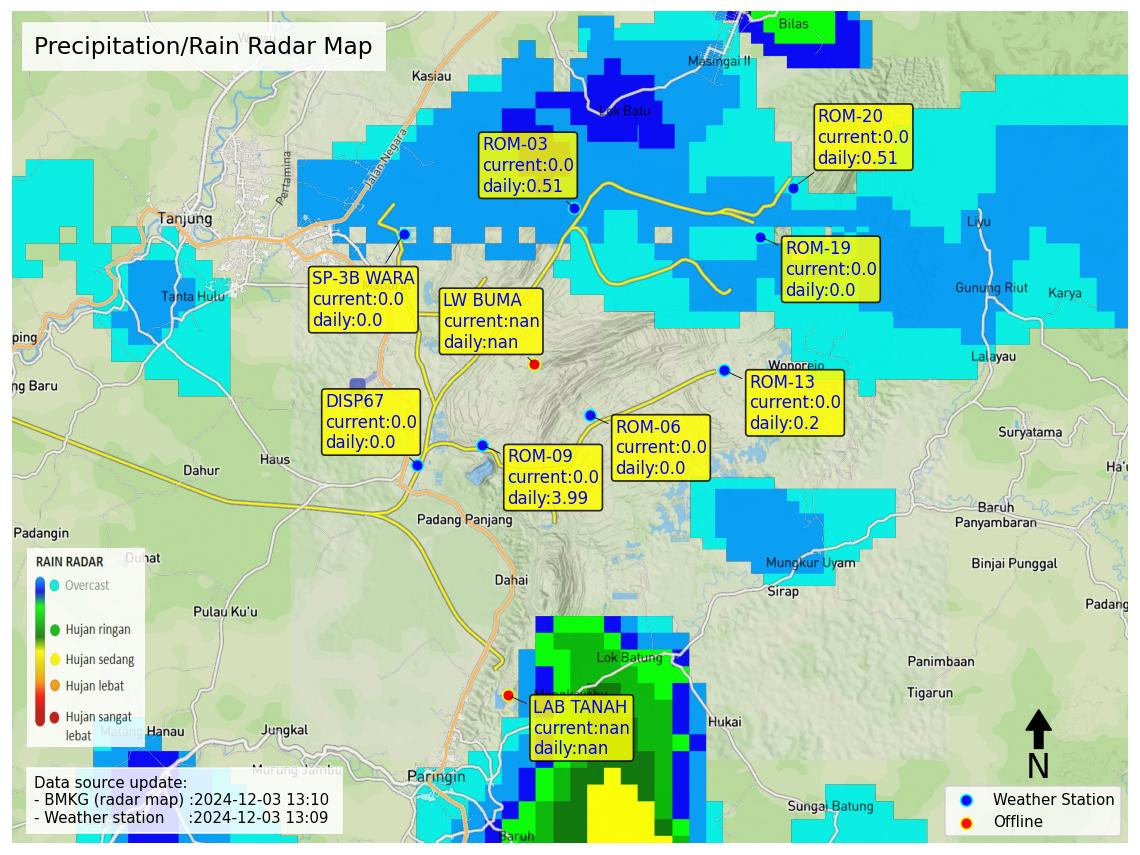 Precipitation/Rain Radar Map
Bilas
Masingai II
Kasiau
Lok Batu
Jalan Negara
Pertamina
ROM-20
current:0.0
daily:0.51
ROM-03
current:0.0
daily:0.51
Tanjung
Liyu
ROM-19
current:0.0
daily:0.0
SP-3B WARA
current:0.0
daily:0.0
LW BUMA
current:nan
daily:nan
Tanta Hulu
Gunung Riut
Karya
ping
Lalayau
Wonorejo
ng Baru
ROM-13
current:0.0
daily:0.2
DISP67
current:0.0
daily:0.0
ROM-06
current:0.0
daily:0.0
Suryatama
ROM-09
current:0.0
daily:3.99
Haus
Dahur
Ha'u
Baruh
Panyambaran
Padang Panjang
Padangin
Duhat
Mungkur Uyam
Binjai Punggal
Dahai
Sirap
Padang
Pulau Ku'u
RAIN RADAR
Overcast
Hujan ringan
Hujan sedang
Hujan lebat
Hujan sangat
lebat
Lok Batung
Panimbaan
Tigarun
LAB TANAH
current:nan
daily:nan
Hukai
Hanau
Jungkal
Murung Jambu
Paringin
N
Data source update:
- BMKG (radar map) :2024-12-03 13:10
- Weather station :2024-12-03 13:09
Sungai Batung
Weather Station
Offline
Baruh